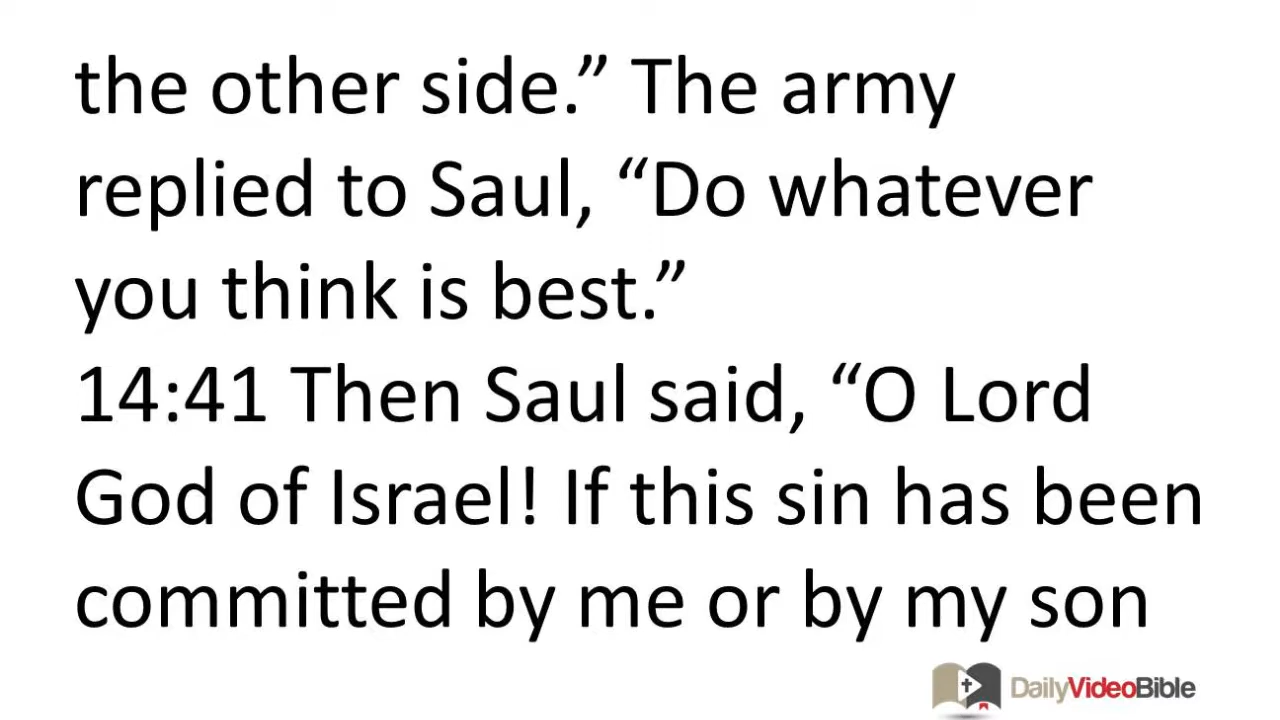 the other side.” The army
replied to Saul, “Do whatever
you think is best.”
14:41 Then Saul said, “O Lord
God of Israel! If this sin has been
committed by me or by my son
DailyVideoBible